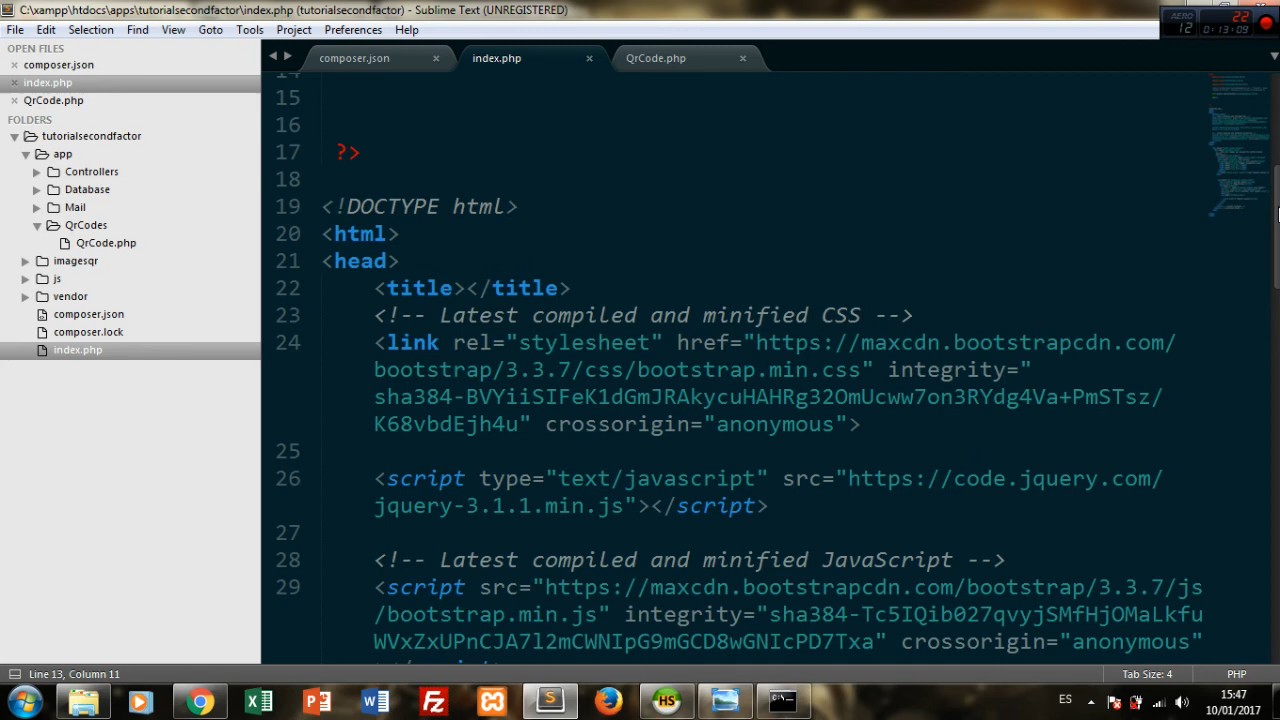 C:\xampp\htdocs\apps\tutorialsecondfactor\index.php (tutorialsecondfactor) - Sublime Text (UNREGISTERED)
File Edit Selection Find View Goto Tools Project Preferences Help
AERO 12 22 0:13:09
OPEN FILES
composer.json
index.php
QrCode.php
FOLDERS
tutorialsecondfactor
app
Controllers
Database
Mail
QrCodes
QrCode.php
imagesqr
js
vendor
composer.json
composer.lock
index.php
composer.json index.php QrCode.php
14
15
16
17 ?>
18
19 <!DOCTYPE html>
20 <html>
21 <head>
22 <title></title>
23 <!-- Latest compiled and minified CSS -->
24 <link rel="stylesheet" href="https://maxcdn.bootstrapcdn.com/
bootstrap/3.3.7/css/bootstrap.min.css" integrity="
sha384-BVYiiSIFeK1dGmJRAkycuHAHRg32OmUcww7on3RYdg4Va+PmSTsz/
K68vbdEjh4u" crossorigin="anonymous">
25
26 <script type="text/javascript" src="https://code.jquery.com/
jquery-3.1.1.min.js"></script>
27
28 <!-- Latest compiled and minified JavaScript -->
29 <script src="https://maxcdn.bootstrapcdn.com/bootstrap/3.3.7/js
/bootstrap.min.js" integrity="sha384-Tc5IQib027qvyjSMfHjOMaLkfu
WVxZxUPnCJA7l2mCWNIpG9mGCD8wGNIcPD7Txa" crossorigin="anonymous"
></script>
Line 13, Column 11 Tab Size: 4 PHP
ES 15:47
10/01/2017